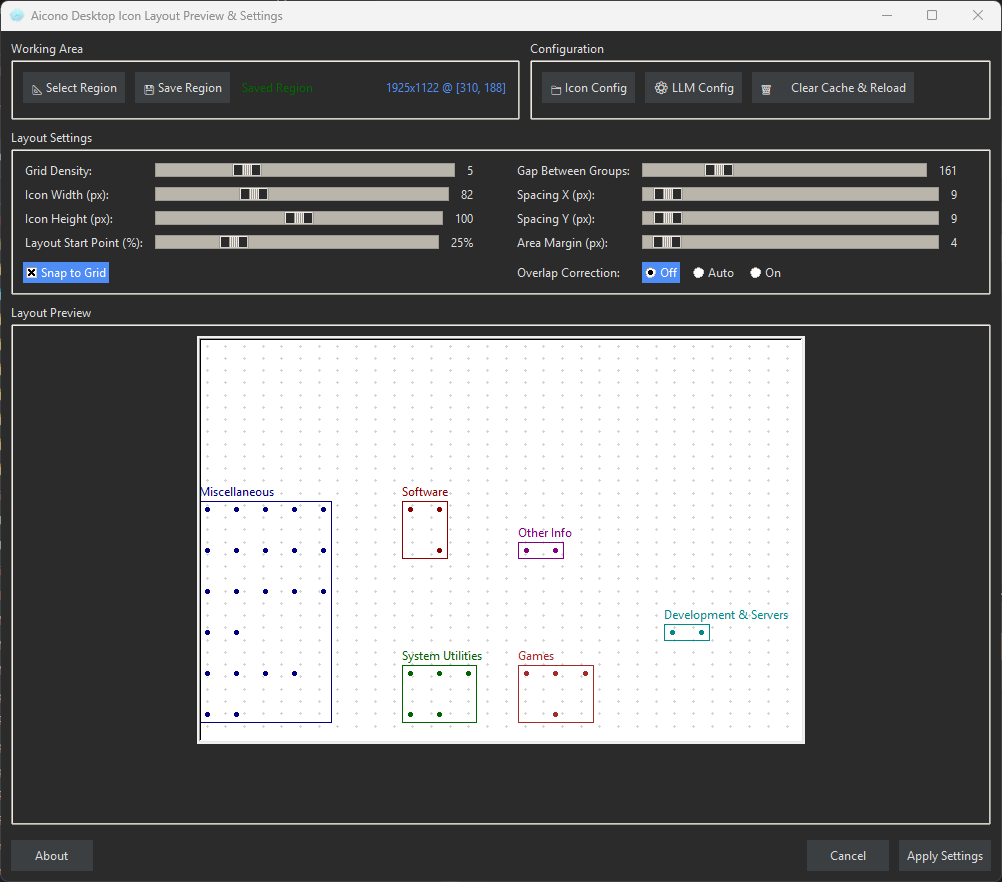 Aicono Desktop Icon Layout Preview & Settings
Working Area
Select Region
Save Region
Saved Region
1925x1122 @ [310, 188]
Configuration
Icon Config
LLM Config
Clear Cache & Reload
Layout Settings
Grid Density: 5
Icon Width (px): 82
Icon Height (px): 100
Layout Start Point (%): 25%
Snap to Grid
Gap Between Groups: 161
Spacing X (px): 9
Spacing Y (px): 9
Area Margin (px): 4
Overlap Correction: Off Auto On
Layout Preview
Miscellaneous
Software
Other Info
Development & Servers
System Utilities
Games
About
Cancel
Apply Settings